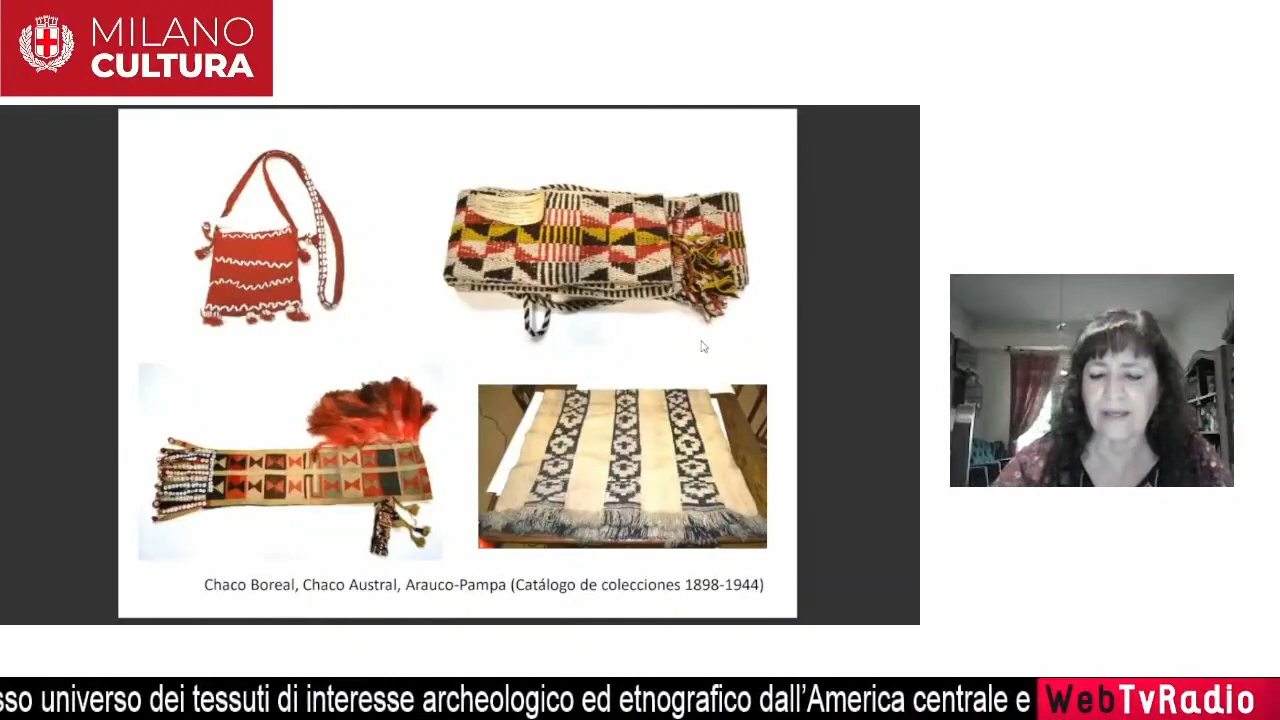 MILANO
CULTURA
Chaco Boreal, Chaco Austral, Arauco-Pampa (Catálogo de colecciones 1898-1944)
universo dei tessuti di interesse archeologico ed etnografico dall’America centrale e
WebTvRadio